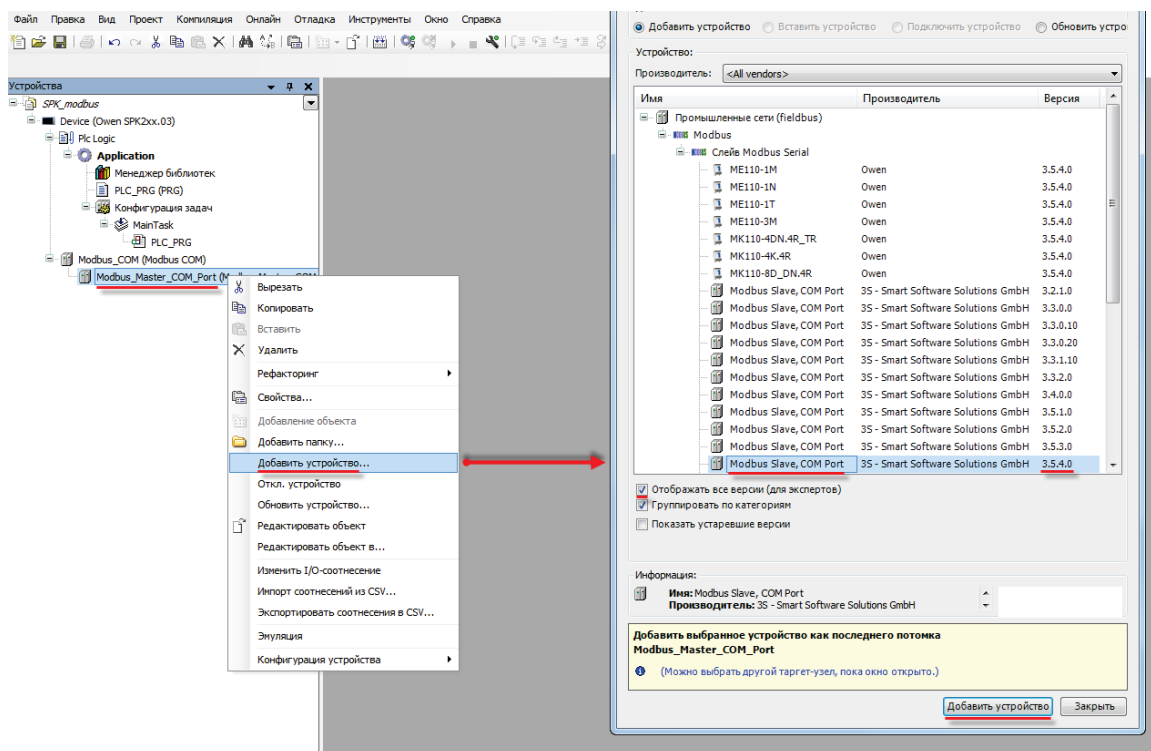 Файл Правка Вид Проект Компиляция Онлайн Отладка Инструменты Окно Справка
Устройства
SPK_modbus
Device (Owen SPK2xx.03)
Plc Logic
Application
Менеджер библиотек
PLC_PRG (PRG)
Конфигурация задач
MainTask
PLC_PRG
Modbus_COM (Modbus COM)
Modbus_Master_COM_Port
Вырезать
Копировать
Вставить
Удалить
Рефакторинг
Свойства...
Добавление объекта
Добавить папку...
Добавить устройство...
Откл. устройство
Обновить устройство...
Редактировать объект
Редактировать объект в...
Изменить I/O-соотнесение
Импорт соотнесений из CSV...
Экспортировать соотнесения в CSV...
Эмуляция
Конфигурация устройства
Добавить устройство Вставить устройство Подключить устройство Обновить устро
Устройство:
Производитель: <All vendors>
Имя Производитель Версия
Промышленные сети (fieldbus)
Modbus
Слейв Modbus Serial
ME110-1M Owen 3.5.4.0
ME110-1N Owen 3.5.4.0
ME110-1T Owen 3.5.4.0
ME110-3M Owen 3.5.4.0
MK110-4DN.4R_TR Owen 3.5.4.0
MK110-4K.4R Owen 3.5.4.0
MK110-8D_DN.4R Owen 3.5.4.0
Modbus Slave, COM Port 3S - Smart Software Solutions GmbH 3.2.1.0
Modbus Slave, COM Port 3S - Smart Software Solutions GmbH 3.3.0.0
Modbus Slave, COM Port 3S - Smart Software Solutions GmbH 3.3.0.10
Modbus Slave, COM Port 3S - Smart Software Solutions GmbH 3.3.0.20
Modbus Slave, COM Port 3S - Smart Software Solutions GmbH 3.3.1.10
Modbus Slave, COM Port 3S - Smart Software Solutions GmbH 3.3.2.0
Modbus Slave, COM Port 3S - Smart Software Solutions GmbH 3.4.0.0
Modbus Slave, COM Port 3S - Smart Software Solutions GmbH 3.5.1.0
Modbus Slave, COM Port 3S - Smart Software Solutions GmbH 3.5.2.0
Modbus Slave, COM Port 3S - Smart Software Solutions GmbH 3.5.3.0
Modbus Slave, COM Port 3S - Smart Software Solutions GmbH 3.5.4.0
Отображать все версии (для экспертов)
Группировать по категориям
Показать устаревшие версии
Информация:
Имя: Modbus Slave, COM Port
Производитель: 3S - Smart Software Solutions GmbH
Добавить выбранное устройство как последнего потомка
Modbus_Master_COM_Port
(Можно выбрать другой таргет-узел, пока окно открыто.)
Добавить устройство Закрыть